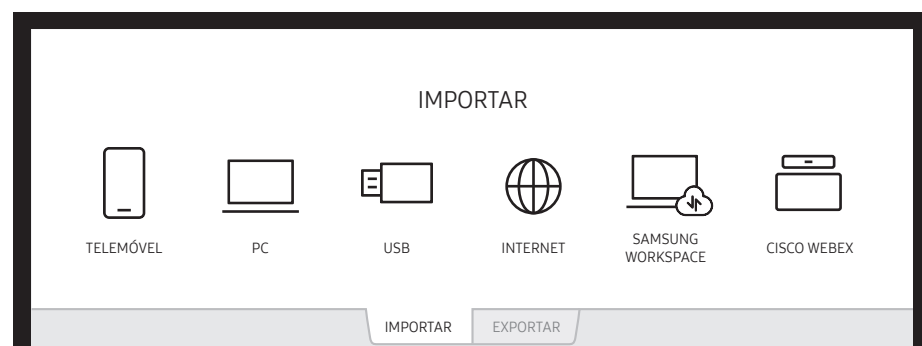 IMPORTAR
TELEMÓVEL
PC
USB
INTERNET
SAMSUNG
WORKSPACE
CISCO WEBEX
IMPORTAR
EXPORTAR